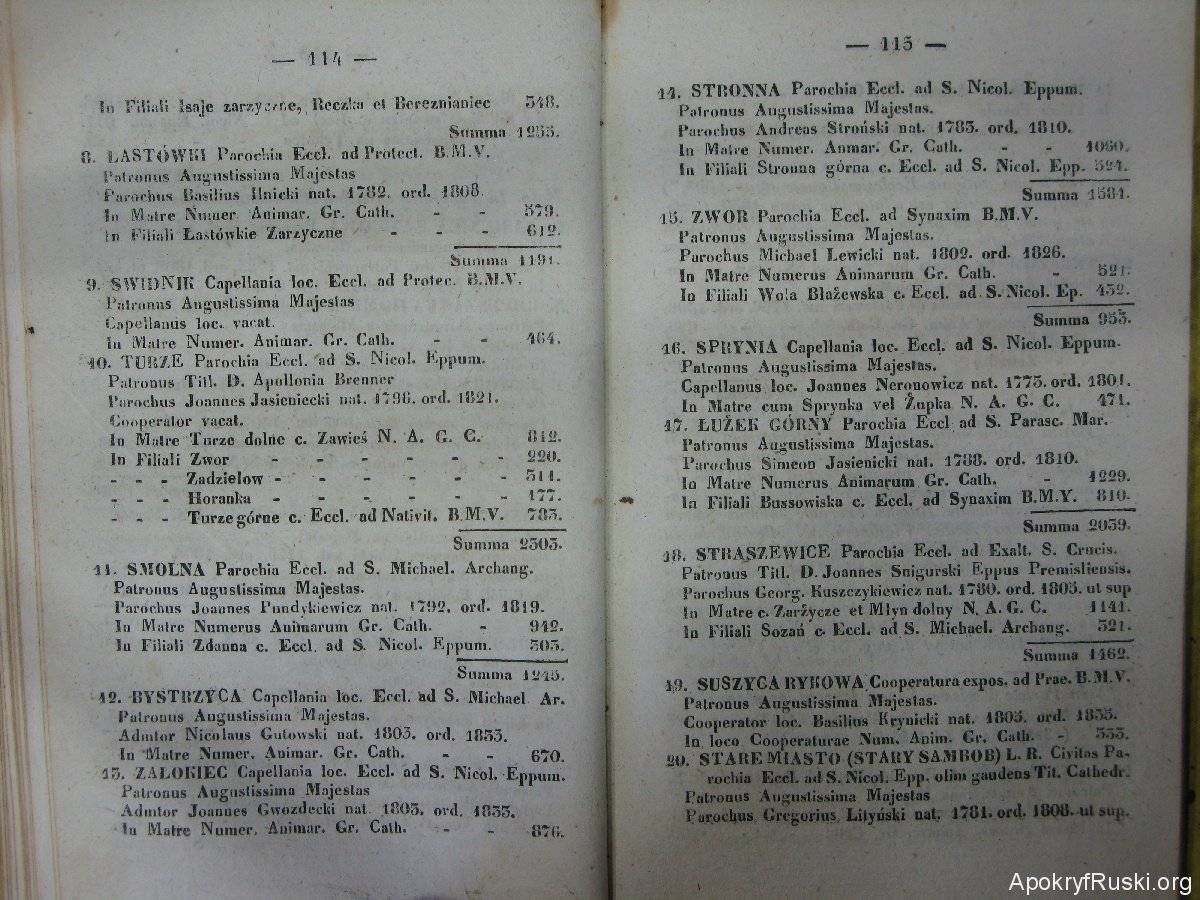 — 114 —
In Filiali Isaje zarzyczne, Reczka et Bereznianiec 548.
Summa 1255.
8. ŁASTÓWKI Parochia Eccl. ad Protect. B.M.V.
Patronus Augustissima Majestas
Parochus Basilius Ilnicki nat. 1782. ord. 1808.
In Matre Numer. Animar. Gr. Cath. - - 579.
In Filiali Łastówkie Zarzyczne - - - 612.
Summa 1191.
9. SWIDNIK Capellania loc. Eccl. ad Protec. B.M.V.
Patronus Augustissima Majestas
Capellanus loc. vacat.
In Matre Numer. Animar. Gr. Cath. - - 464.
10. TURZE Parochia Eccl. ad S. Nicol. Eppum.
Patronus Titl. D. Apollonia Brenner
Parochus Joannes Jasieniecki nat. 1796. ord. 1821.
Cooperator vacat.
In Matre Turze dolne c. Zawieś N. A. G. C. 812.
In Filiali Zwor - - - - - - 220.
- - - Zadzielow - - - - - 311.
- - - Horanka - - - - - 177.
- - - Turze górne c. Eccl. ad Nativit. B.M.V. 783.
Summa 2303.
11. SMOLNA Parochia Eccl. ad S. Michael. Archang.
Patronus Augustissima Majestas.
Parochus Joannes Pundykiewicz nat. 1792. ord. 1819.
In Matre Numerus Animarum Gr. Cath. - 942.
In Filiali Zdanna c. Eccl. ad S. Nicol. Eppum. 303.
Summa 1245.
12. BYSTRZYCA Capellania loc. Eccl. ad S. Michael. Ar.
Patronus Augustissima Majestas.
Admtor Nicolaus Gutowski nat. 1803. ord. 1833.
In Matre Numer. Animar. Gr. Cath. - - 670.
13. ZAŁOKIEC Capellania loc. Eccl. ad S. Nicol. Eppum.
Patronus Augustissima Majestas
Admtor Joannes Gwozdecki nat. 1803. ord. 1833.
In Matre Numer. Animar. Gr. Cath. - - 876.
— 115 —
14. STRONNA Parochia Eccl. ad S. Nicol. Eppum.
Patronus Augustissima Majestas.
Parochus Andreas Stroński nat. 1783. ord. 1810.
In Matre Numer. Anmar. Gr. Cath. - - 1060.
In Filiali Stronna górna c. Eccl. ad S. Nicol. Epp. 524.
Summa 1584.
15. ZWOR Parochia Eccl. ad Synaxim B.M.V.
Patronus Augustissima Majestas.
Parochus Michael Lewicki nat. 1802. ord. 1826.
In Matre Numerus Animarum Gr. Cath. - 521.
In Filiali Wola Błażewska c. Eccl. ad S. Nicol. Ep. 432.
Summa 953.
16. SPRYNIA Capellania loc. Eccl. ad S. Nicol. Eppum.
Patronus Augustissima Majestas.
Capellanus loc. Joannes Neronowicz nat. 1775. ord. 1801.
In Matre cum Sprynka vel Żupka N. A. G. C. 471.
17. ŁUŻEK GÓRNY Parochia Eccl ad S. Parasc. Mar.
Patronus Augustissima Majestas.
Parochus Simeon Jasienicki nat. 1788. ord. 1810.
In Matre Numerus Animarum Gr. Cath. - 1229.
In Filiali Bussowiska c. Eccl. ad Synaxim B.M.V. 810.
Summa 2039.
18. STRASZEWICE Parochia Eccl. ad Exalt. S. Crucis.
Patronus Titl. D. Joannes Snigurski Eppus Premisliensis.
Parochus Georg. Kuszczykiewicz nat. 1780. ord. 1805. ut sup
In Matre c. Zarżycze et Młyn dolny N. A. G. C. 1141.
In Filiali Sozań c. Eccl. ad S. Michael. Archang. 321.
Summa 1462.
19. SUSZYCA RYKOWA Cooperatura expos. ad Prae. B.M.V.
Patronus Augustissima Majestas.
Cooperator loc. Basilius Krynicki nat. 1803. ord. 1835.
In loco Cooperaturae Num. Anim. Gr. Cath. - 333.
20. STARE MIASTO (STARY SAMBOB) L. R. Civitas Pa-
rochia Eccl. ad S. Nicol. Epp. olim gaudens Tit. Cathedr.
Patronus Augustissima Majestas
Parochus Gregorius Lityński nat. 1781. ord. 1808. ut sup.
ApokryfRuski.org